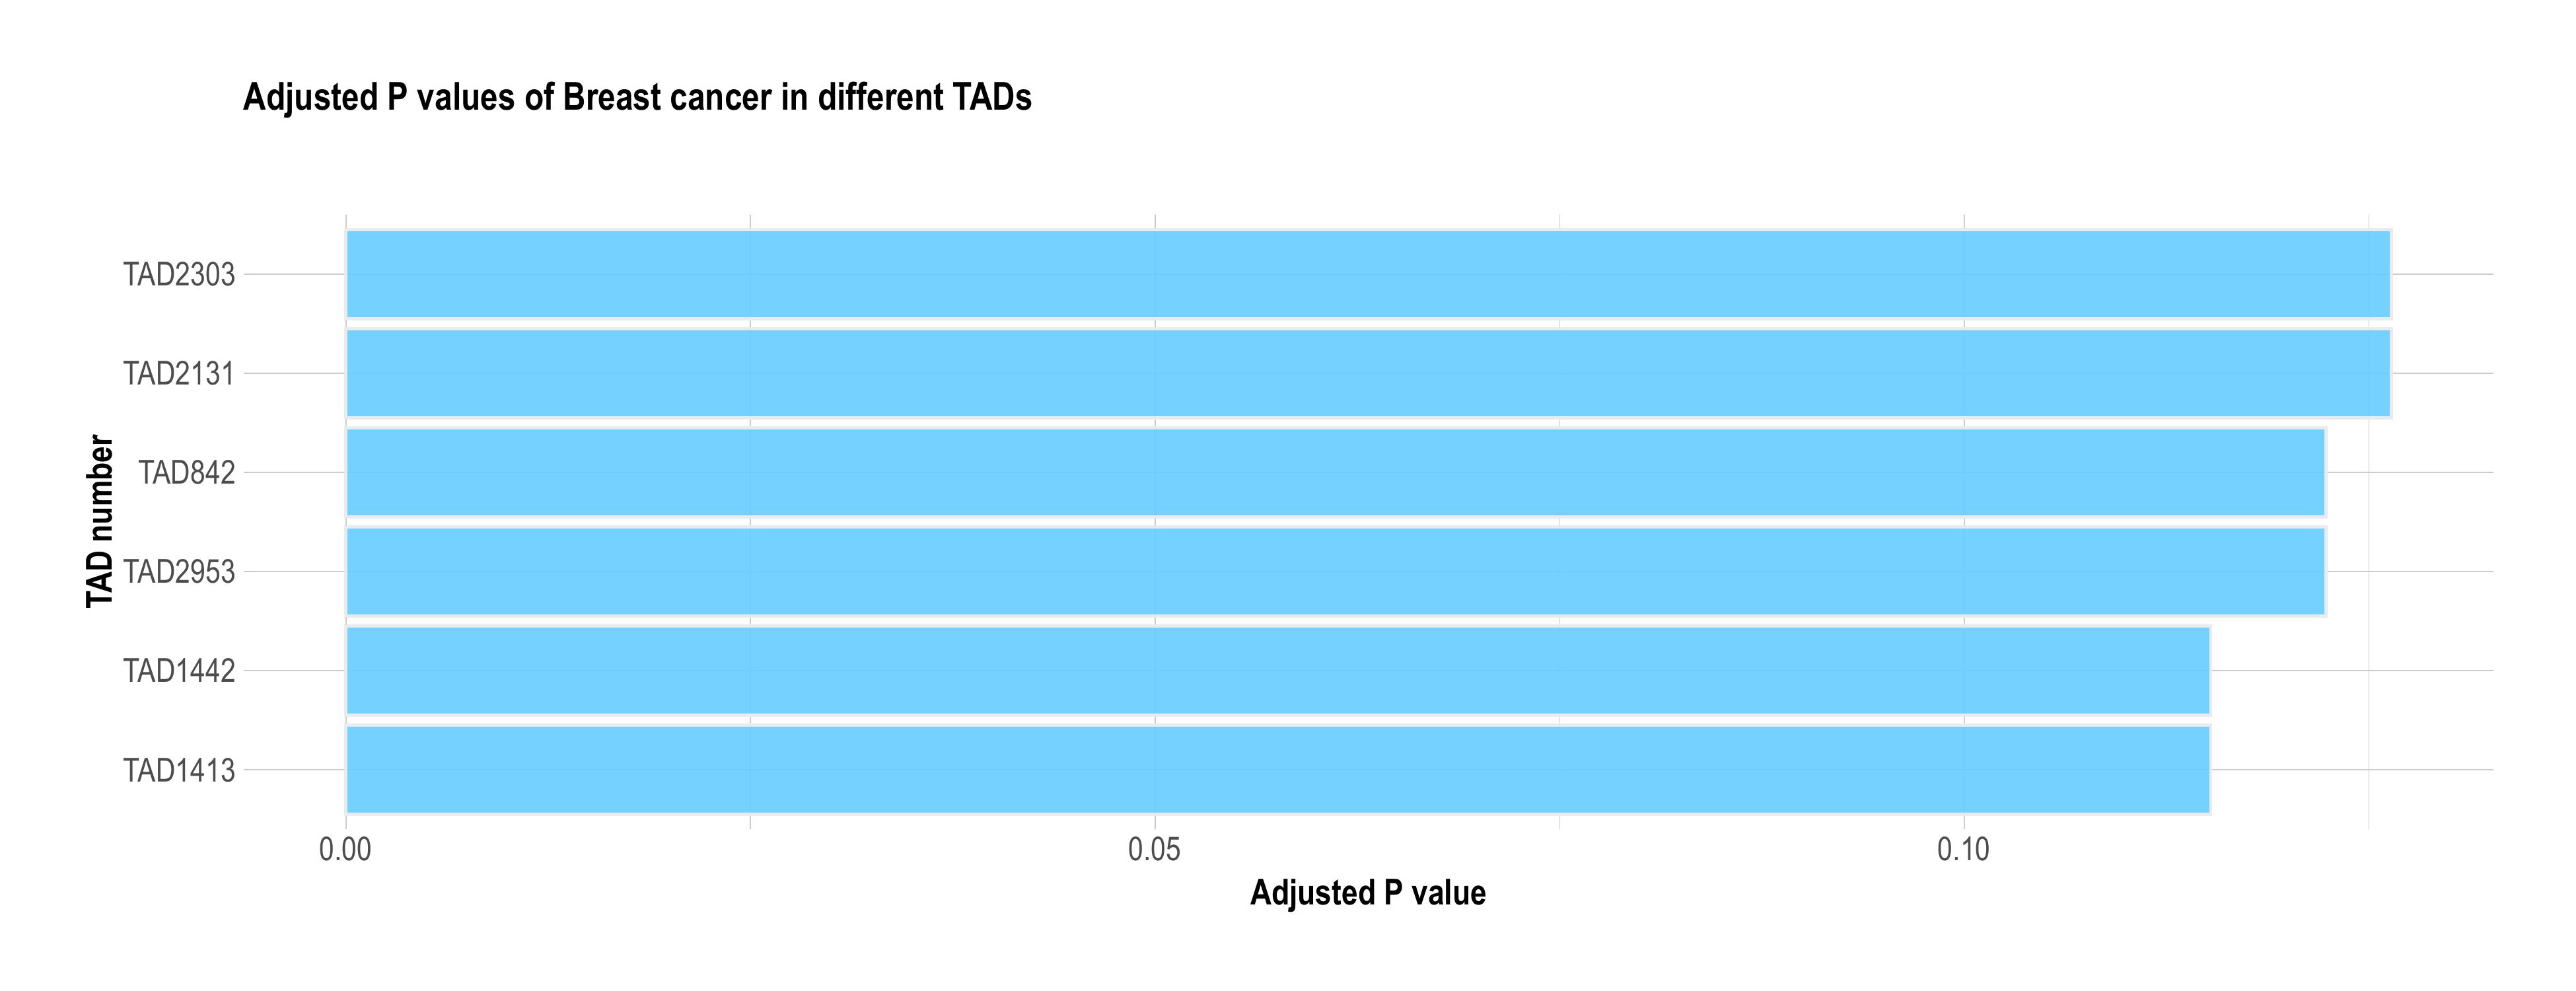 Adjusted P values of Breast cancer in different TADs
TAD number
TAD2303
TAD2131
TAD842
TAD2953
TAD1442
TAD1413
0.00 0.05 0.10
Adjusted P value